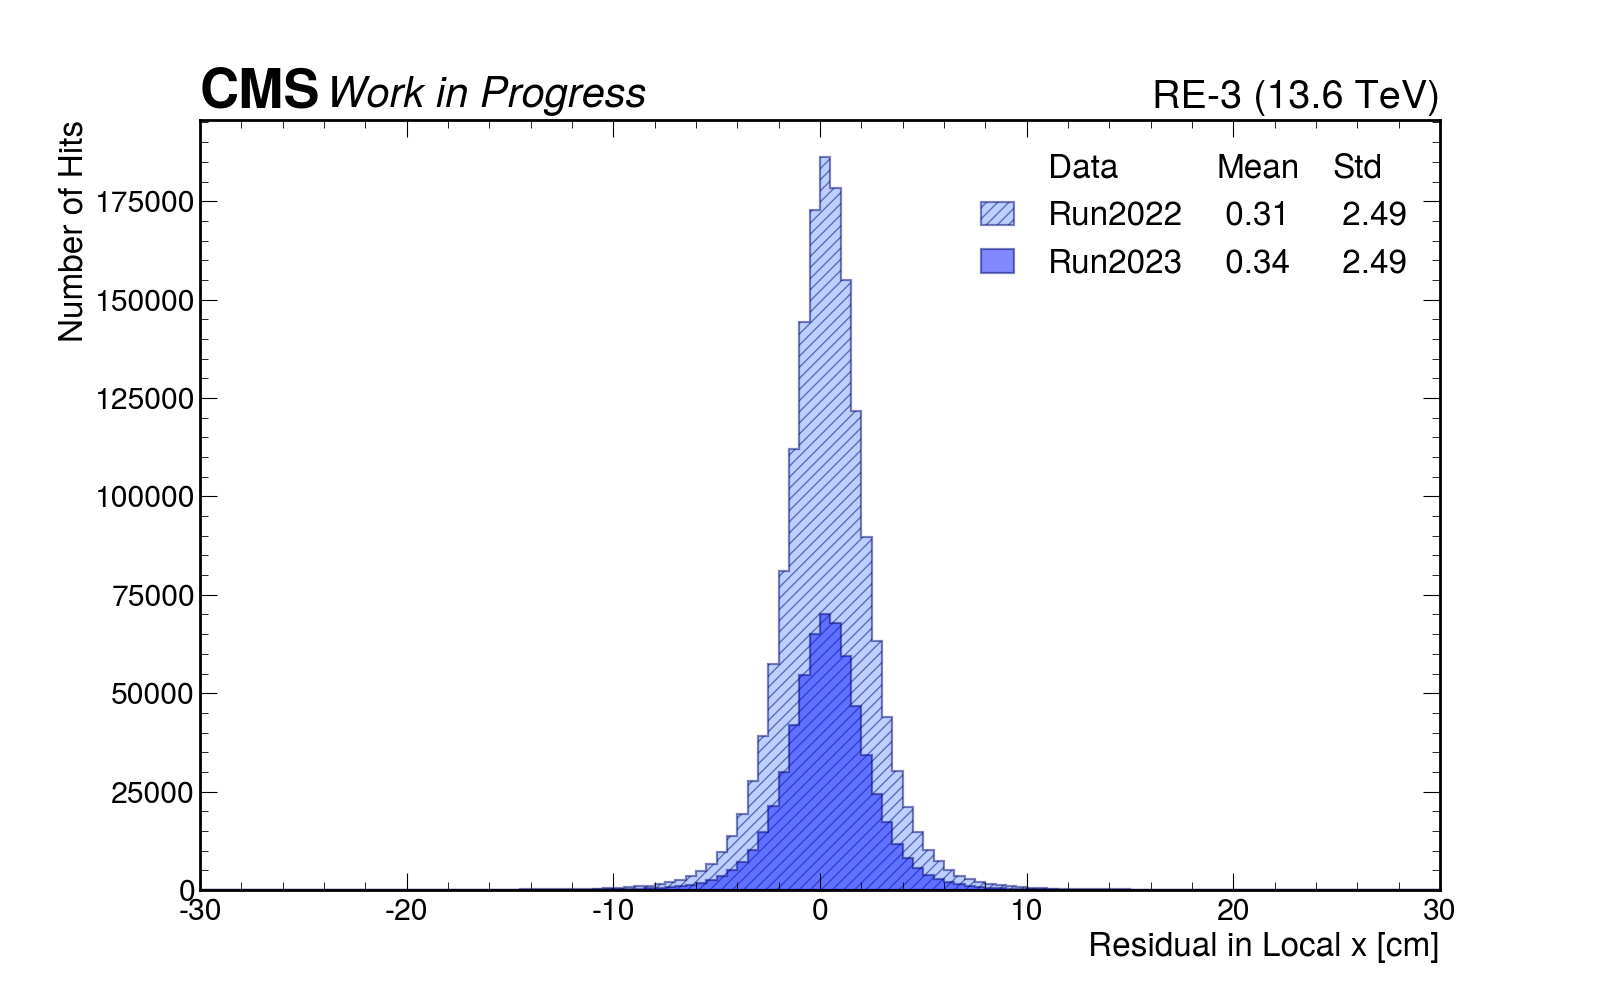 CMS Work in Progress RE-3 (13.6 TeV)
Number of Hits
Data Mean Std
Run2022 0.31 2.49
Run2023 0.34 2.49
175000
150000
125000
100000
75000
50000
25000
0
-30 -20 -10 0 10 20 30
Residual in Local x [cm]